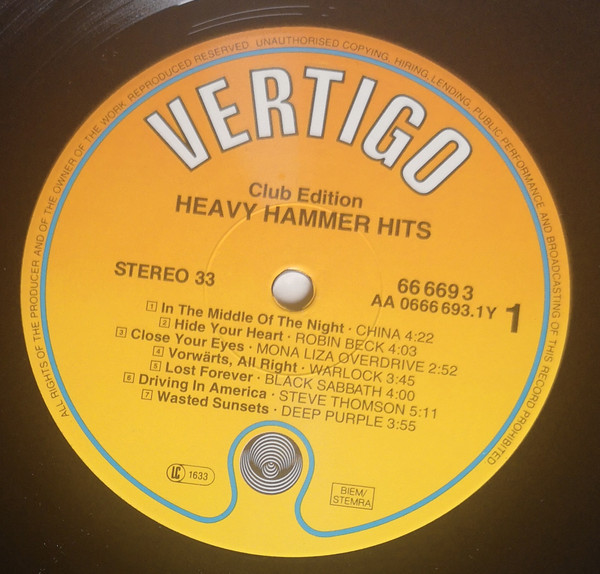 ALL RIGHTS OF THE PRODUCER AND OF THE OWNER OF THE WORK REPRODUCED RESERVED. UNAUTHORISED COPYING, HIRING, LENDING, PUBLIC PERFORMANCE AND BROADCASTING OF THIS RECORD PROHIBITED
VERTIGO
Club Edition
HEAVY HAMMER HITS
STEREO 33
66 669 3
AA 0666 693.1Y 1
1 In The Middle Of The Night · CHINA 4:22
2 Hide Your Heart · ROBIN BECK 4:03
3 Close Your Eyes · MONA LIZA OVERDRIVE 2:52
4 Vorwärts, All Right · WARLOCK 3:45
5 Lost Forever · BLACK SABBATH 4:00
6 Driving In America · STEVE THOMSON 5:11
7 Wasted Sunsets · DEEP PURPLE 3:55
LC 1633
BIEM/
STEMRA